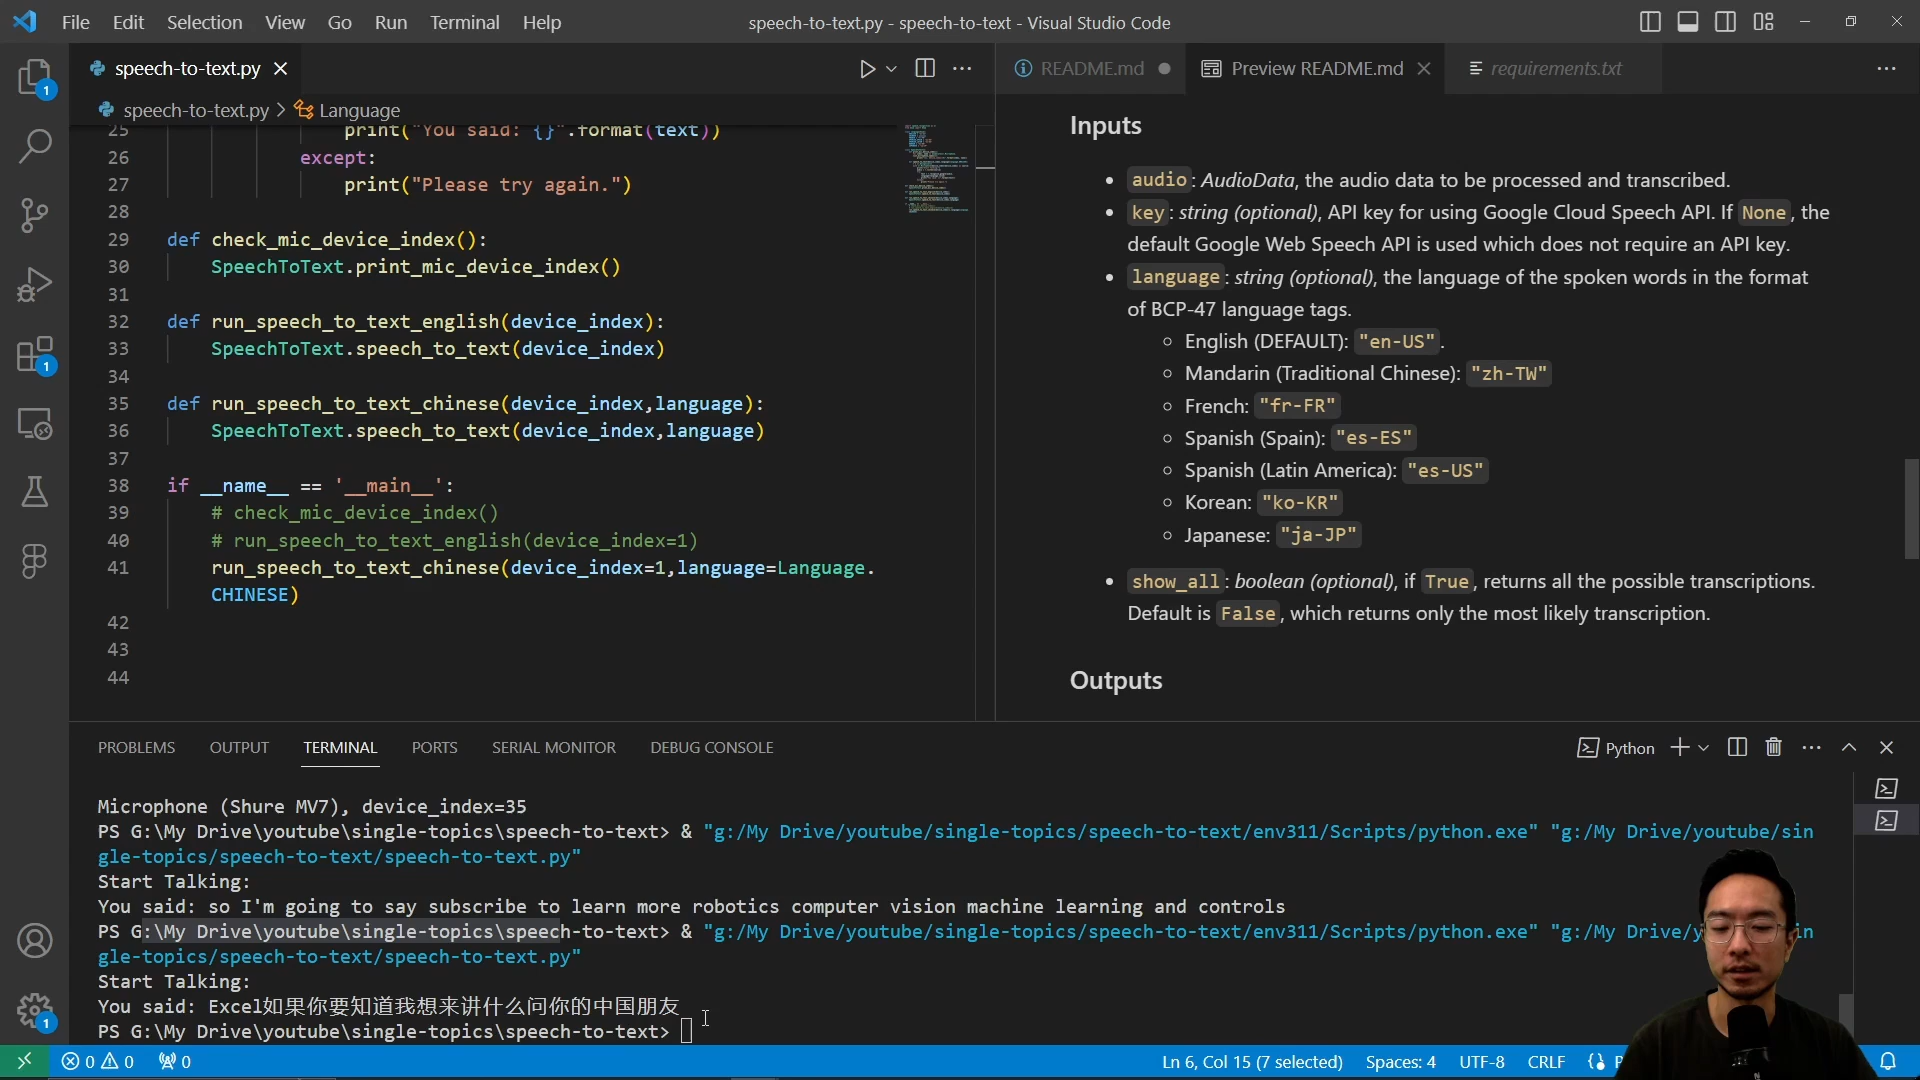 File Edit Selection View Go Run Terminal Help
speech-to-text.py - speech-to-text - Visual Studio Code
speech-to-text.py
README.md
Preview README.md
requirements.txt
speech-to-text.py > Language
25 print("You said: {}".format(text))
26 except:
27 print("Please try again.")
28
29 def check_mic_device_index():
30 SpeechToText.print_mic_device_index()
31
32 def run_speech_to_text_english(device_index):
33 SpeechToText.speech_to_text(device_index)
34
35 def run_speech_to_text_chinese(device_index,language):
36 SpeechToText.speech_to_text(device_index,language)
37
38 if __name__ == '__main__':
39 # check_mic_device_index()
40 # run_speech_to_text_english(device_index=1)
41 run_speech_to_text_chinese(device_index=1,language=Language.
CHINESE)
42
43
44
Inputs
• audio: AudioData, the audio data to be processed and transcribed.
• key: string (optional), API key for using Google Cloud Speech API. If None, the
default Google Web Speech API is used which does not require an API key.
• language: string (optional), the language of the spoken words in the format
of BCP-47 language tags.
English (DEFAULT): "en-US".
Mandarin (Traditional Chinese): "zh-TW"
French: "fr-FR"
Spanish (Spain): "es-ES"
Spanish (Latin America): "es-US"
Korean: "ko-KR"
Japanese: "ja-JP"
• show_all: boolean (optional), if True, returns all the possible transcriptions.
Default is False, which returns only the most likely transcription.
Outputs
PROBLEMS OUTPUT TERMINAL PORTS SERIAL MONITOR DEBUG CONSOLE
Python
Microphone (Shure MV7), device_index=35
PS G:\My Drive\youtube\single-topics\speech-to-text> & "g:/My Drive/youtube/single-topics/speech-to-text/env311/Scripts/python.exe" "g:/My Drive/youtube/sin
gle-topics/speech-to-text/speech-to-text.py"
Start Talking:
You said: so I'm going to say subscribe to learn more robotics computer vision machine learning and controls
PS G:\My Drive\youtube\single-topics\speech-to-text> & "g:/My Drive/youtube/single-topics/speech-to-text/env311/Scripts/python.exe" "g:/My Drive/y in
gle-topics/speech-to-text/speech-to-text.py"
Start Talking:
You said: Excel如果你要知道我想来讲什么问你的中国朋友
PS G:\My Drive\youtube\single-topics\speech-to-text>
1
1
1
0 0 0
Ln 6, Col 15 (7 selected) Spaces: 4 UTF-8 CRLF